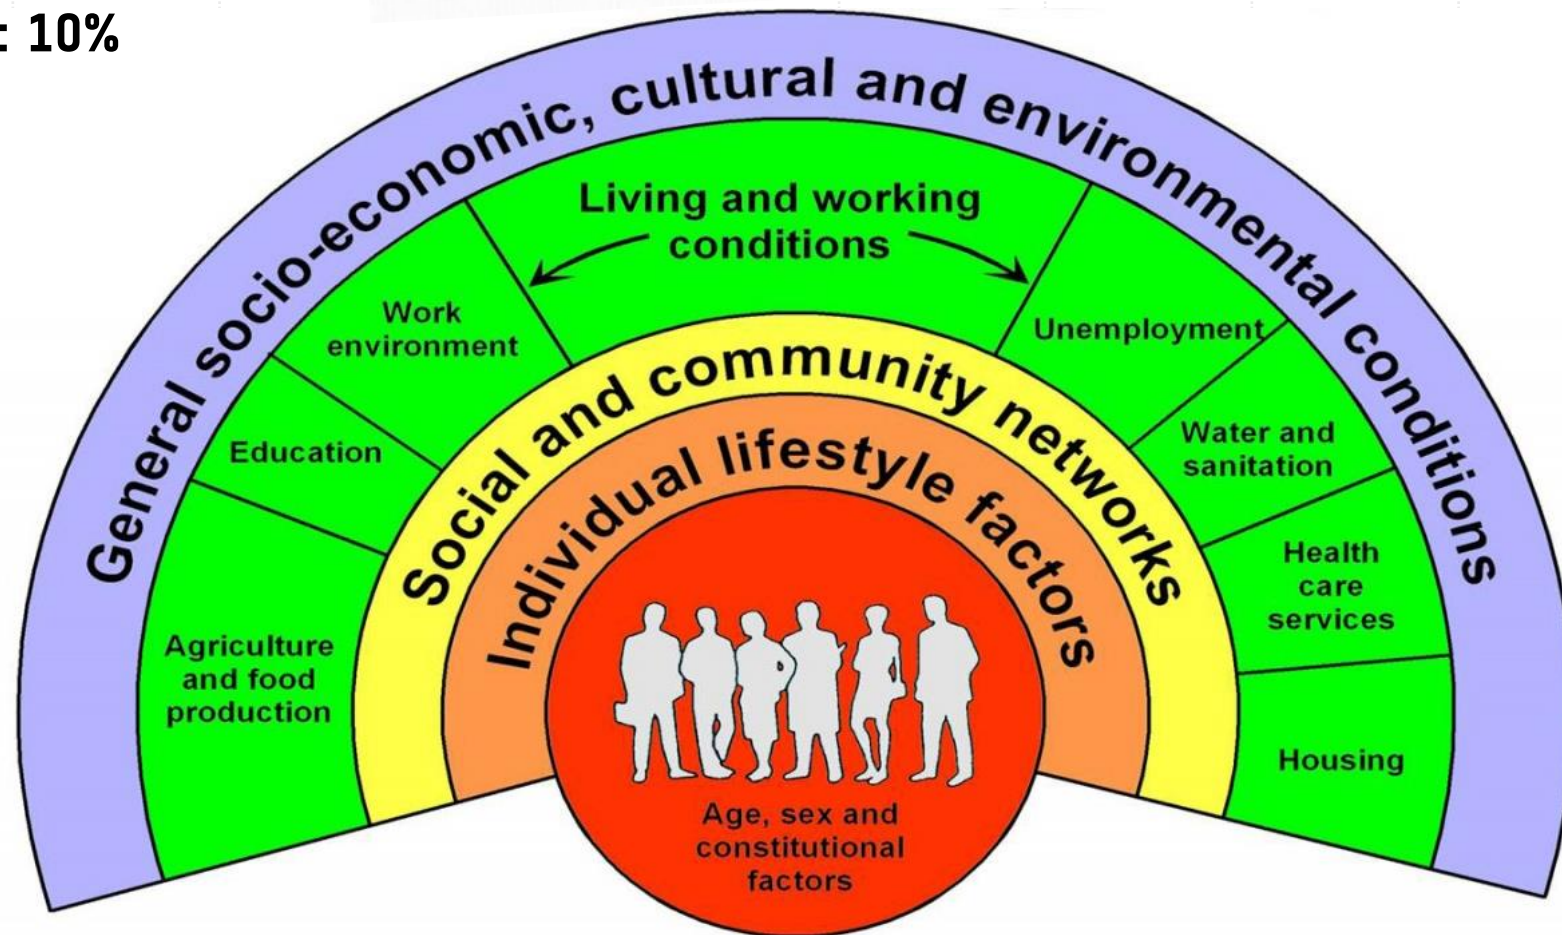 : 10%
General socio-economic, cultural and environmental conditions
Living and working
conditions
Work
environment
Unemployment
Education
Water and
sanitation
Agriculture
and food
production
Health
care
services
Housing
Social and community networks
Individual lifestyle factors
Age, sex and
constitutional
factors